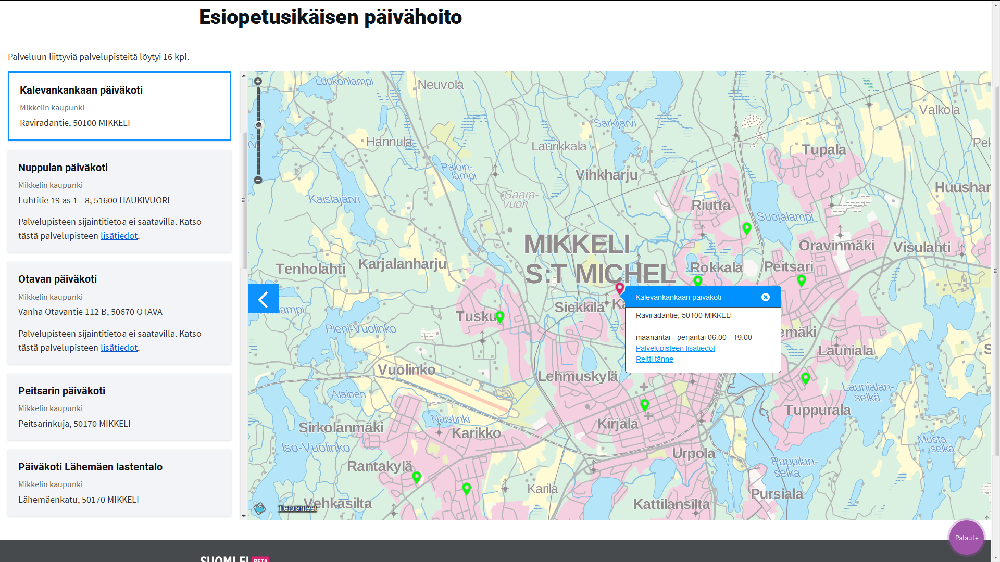 Esiopetusikäisen päivähoito
Palveluun liittyviä palvelupisteitä löytyi 16 kpl.
Kalevankankaan päiväkoti
Mikkelin kaupunki
Raviradantie, 50100 MIKKELI
Nuppulan päiväkoti
Mikkelin kaupunki
Luhtitie 19 as 1 - 8, 51600 HAUKIVUORI
Palvelupisteen sijaintitietoa ei saatavilla. Katso
tästä palvelupisteen lisätiedot.
Otavan päiväkoti
Mikkelin kaupunki
Vanha Otavantie 112 B, 50670 OTAVA
Palvelupisteen sijaintitietoa ei saatavilla. Katso
tästä palvelupisteen lisätiedot.
Peitsarin päiväkoti
Mikkelin kaupunki
Peitsarinkuja, 50170 MIKKELI
Päiväkoti Lähemäen lastentalo
Mikkelin kaupunki
Lähemäenkatu, 50170 MIKKELI
Luukonlampi
Neuvola
Valkola
Särkijärvi
Hannula
Laurikkala
Tupala
Paloin-
lampi
Vihkharju
Huushar
Saara-
vuori
Kaislajärvi
Riutta
Suojalampi
MIKKELI
S:T MICHEL
Oravinmäki
Visulahti
Tenholahti
Karjalanharju
Rokkala
Peitsari
Siekkilä
Tusku
Pieni-Vuolinko
Kalevankankaan päiväkoti
Raviradantie, 50100 MIKKELI
maanantai - perjantai 06.00 - 19.00
Palvelupisteen lisätiedot
Reitti tänne
emäki
Launiala
Vuolinko
Lehmuskylä
Alainen
Launialan-
selkä
Tuppurala
Naistinki
Kirjala
Sirkolanmäki
Karikko
Iso-Vuolinko
Musta-
selkä
Urpola
Rantakylä
Pappilan-
selkä
Karila
Pursiala
Vehkasilta
Kattilansilta
Tietolähteet
Palaute
SUOMI.FI BETA